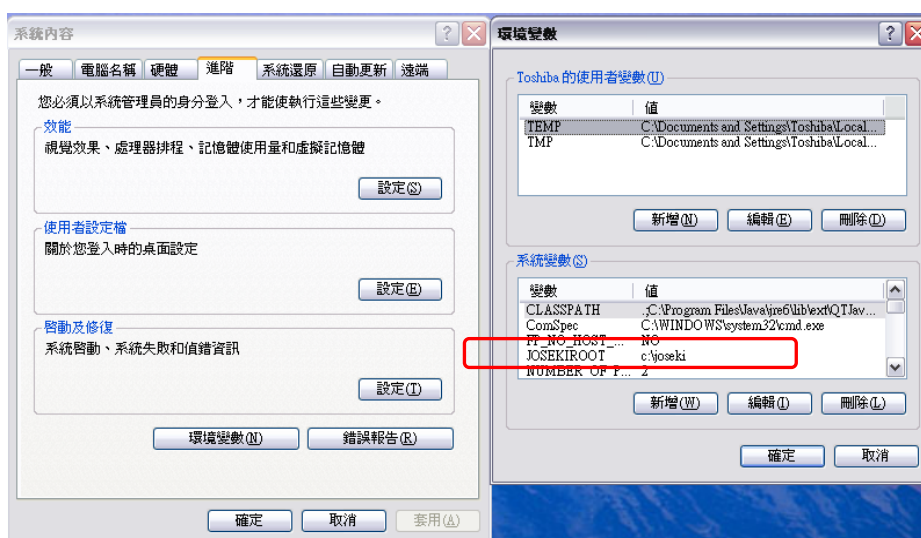 系統內容
一般 電腦名稱 硬體 進階 系統還原 自動更新 遠端
您必須以系統管理員的身分登入，才能使執行這些變更。
效能
視覺效果、處理器排程、記憶體使用量和虛擬記憶體
設定(S)
使用者設定檔
關於您登入時的桌面設定
設定(E)
啓動及修復
系統啓動、系統失敗和偵錯資訊
設定(T)
環境變數(N) 錯誤報告(R)
確定 取消 套用(A)
環境變數
Toshiba 的使用者變數(U)
變數 值
TEMP C:\Documents and Settings\Toshiba\Local...
TMP C:\Documents and Settings\Toshiba\Local...
新增(N) 編輯(E) 刪除(D)
系統變數(S)
變數 值
CLASSPATH .;C:\Program Files\Java\jre6\lib\ext\QTJav...
ComSpec C:\WINDOWS\system32\cmd.exe
FP_NO_HOST_... NO
JOSEKIROOT c:\joseki
NUMBER_OF_P... 2
新增(W) 編輯(I) 刪除(L)
確定 取消